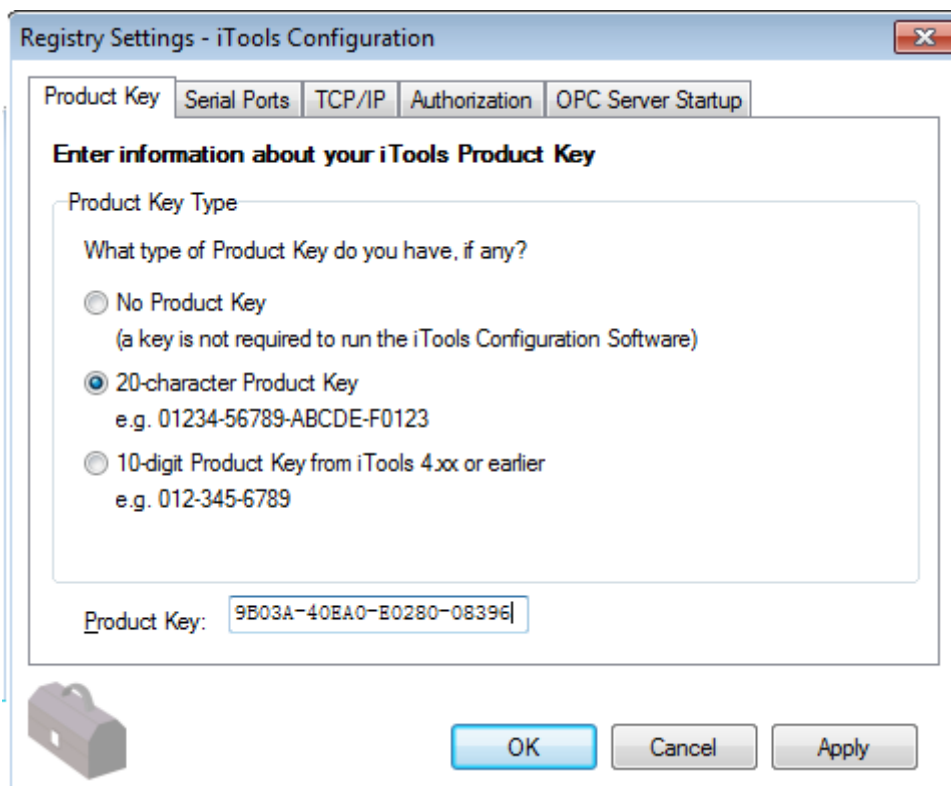 Registry Settings - iTools Configuration
Product Key Serial Ports TCP/IP Authorization OPC Server Startup
Enter information about your iTools Product Key
Product Key Type
What type of Product Key do you have, if any?
No Product Key
(a key is not required to run the iTools Configuration Software)
20-character Product Key
e.g. 01234-56789-ABCDE-F0123
10-digit Product Key from iTools 4.xx or earlier
e.g. 012-345-6789
Product Key: 9B03A-40EA0-E0280-08396
OK Cancel Apply